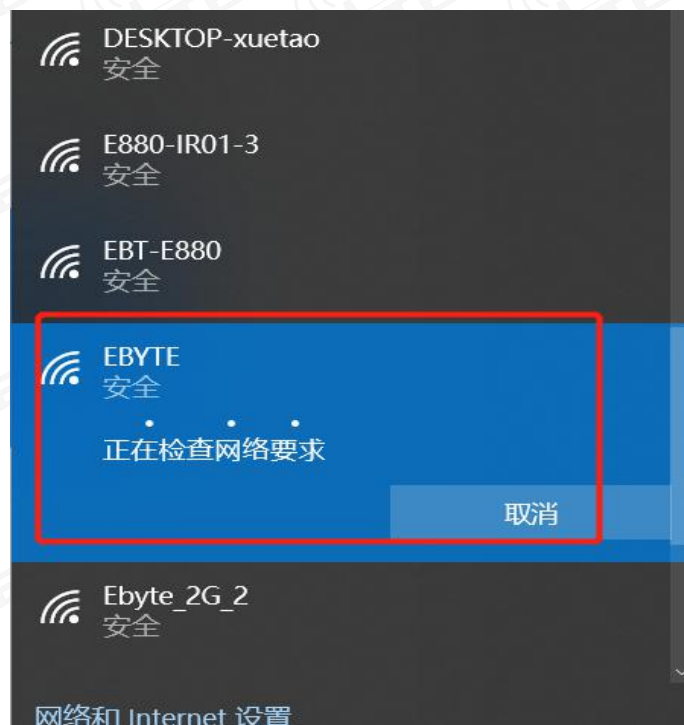 DESKTOP-xuetao
安全
E880-IR01-3
安全
EBT-E880
安全
EBYTE
安全
正在检查网络要求
取消
Ebyte_2G_2
安全
网络和 Internet 设置